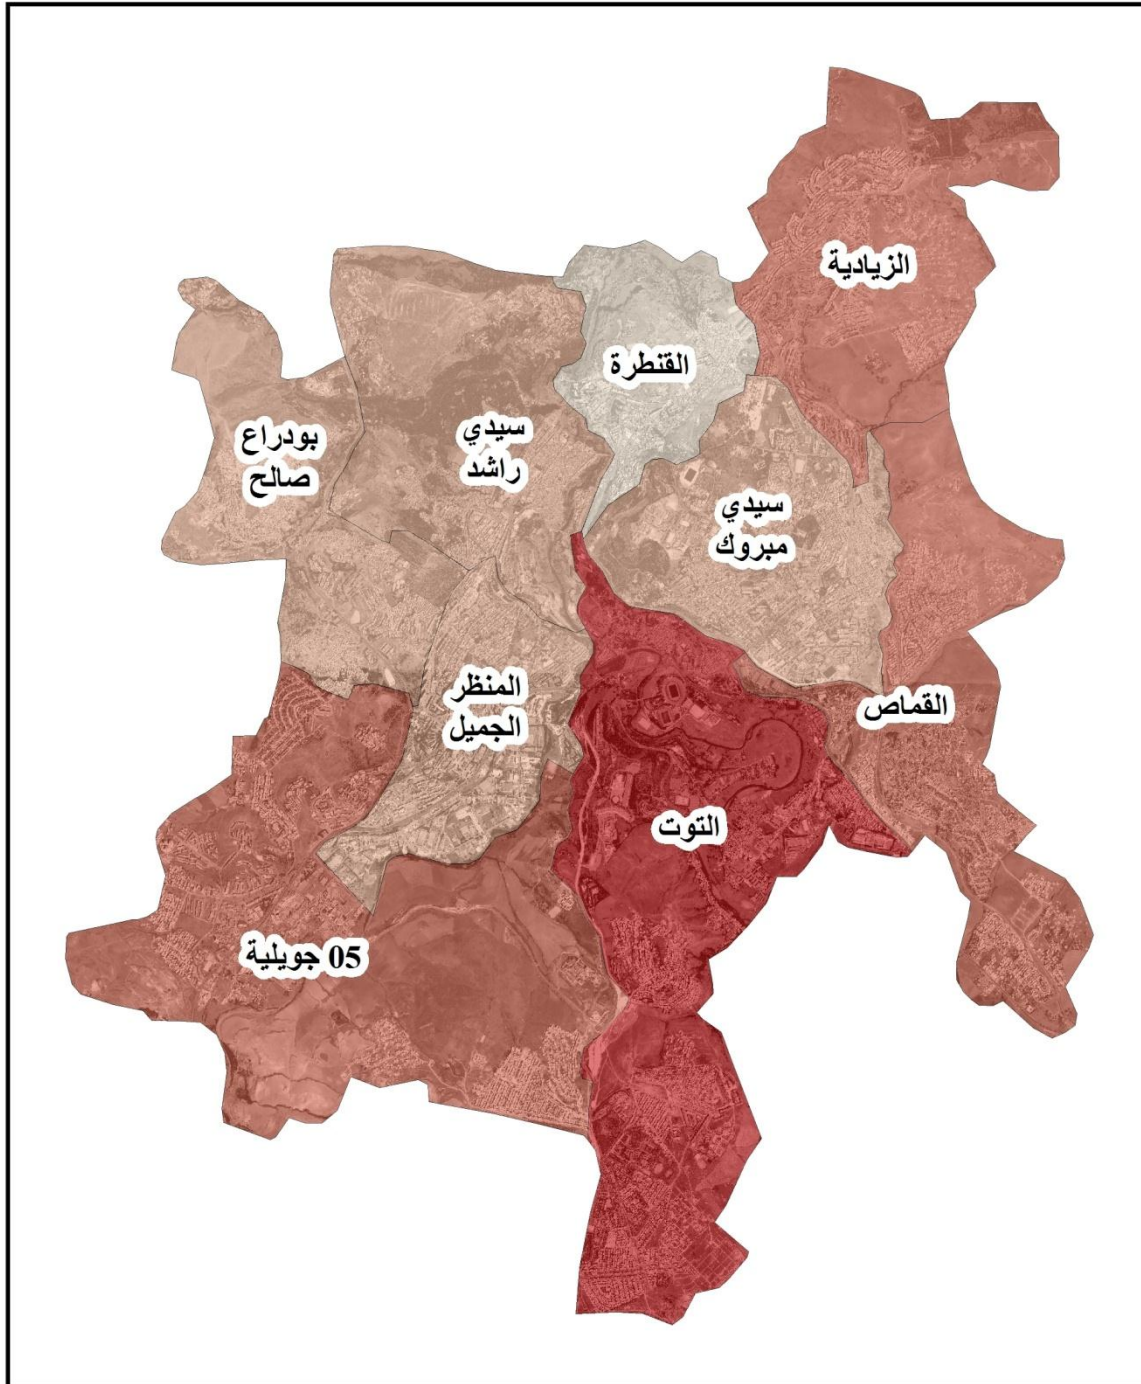 الزيادية
القنطرة
سيدي
راشد
بودراع
صالح
سيدي
مبروك
المنظر
الجميل
القماص
التوت
05 جويلية